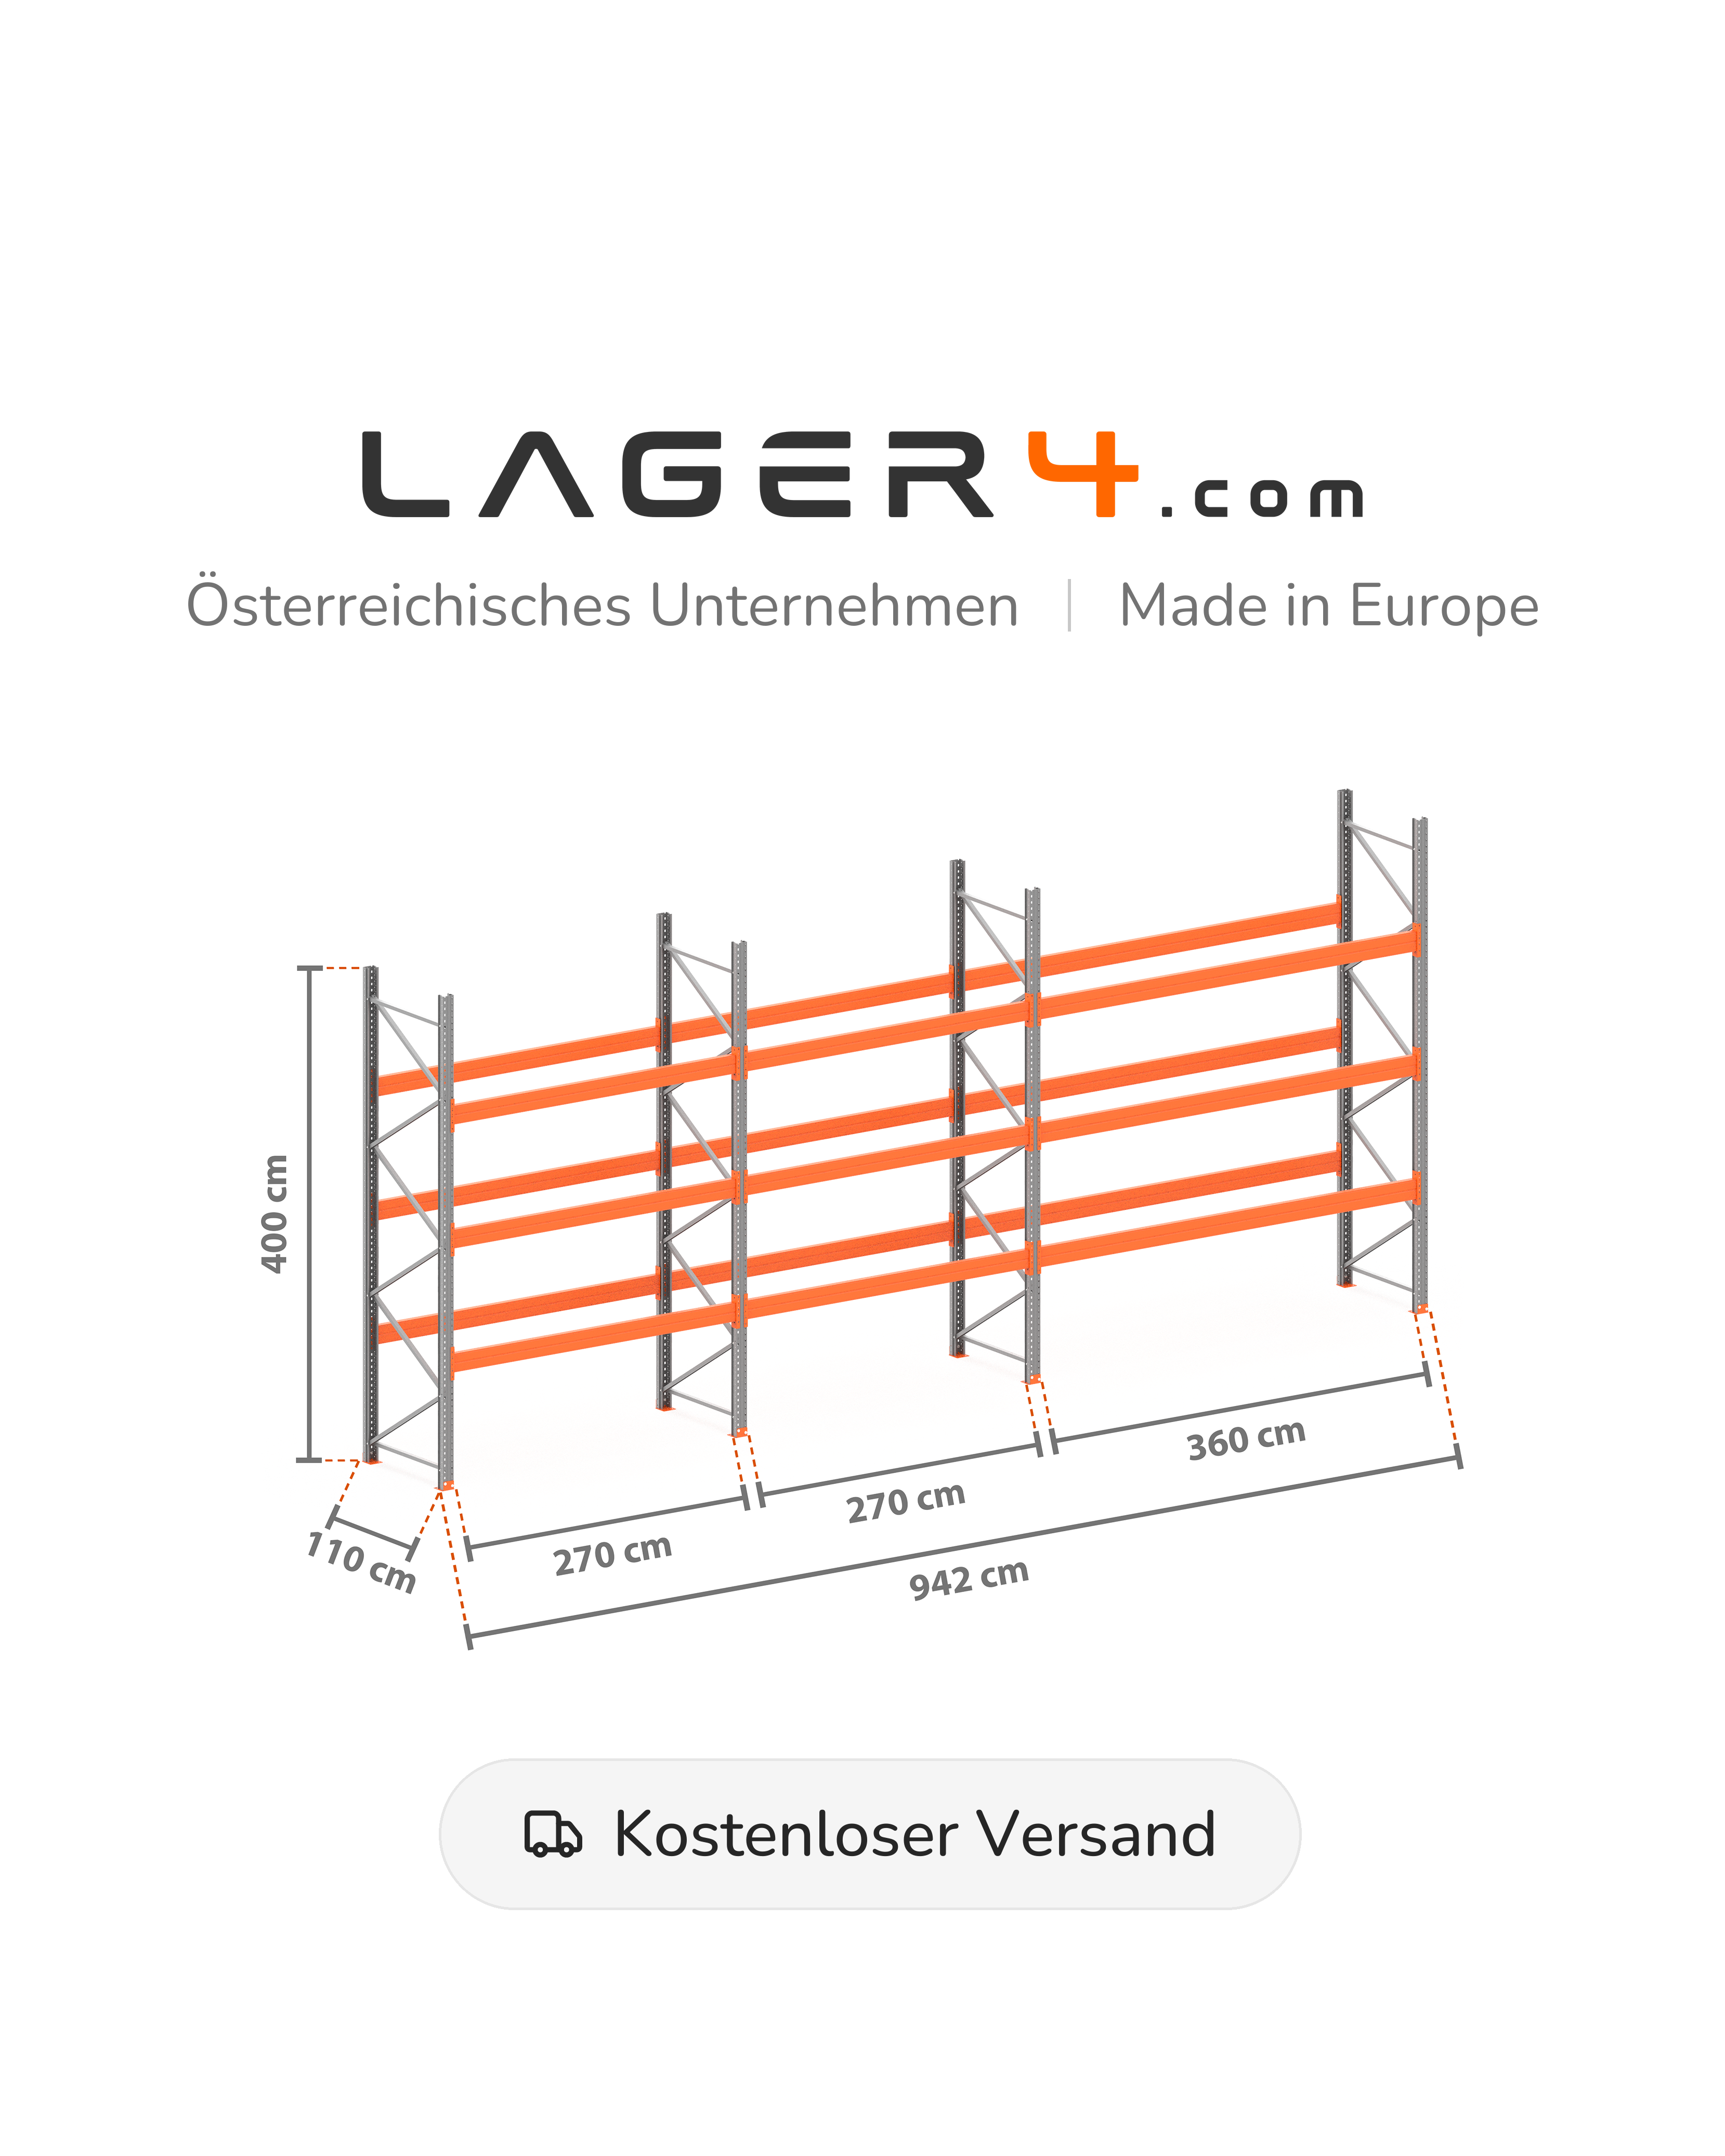 LAGER4.com
Österreichisches Unternehmen | Made in Europe
400 cm
110 cm
270 cm
270 cm
360 cm
942 cm
Kostenloser Versand